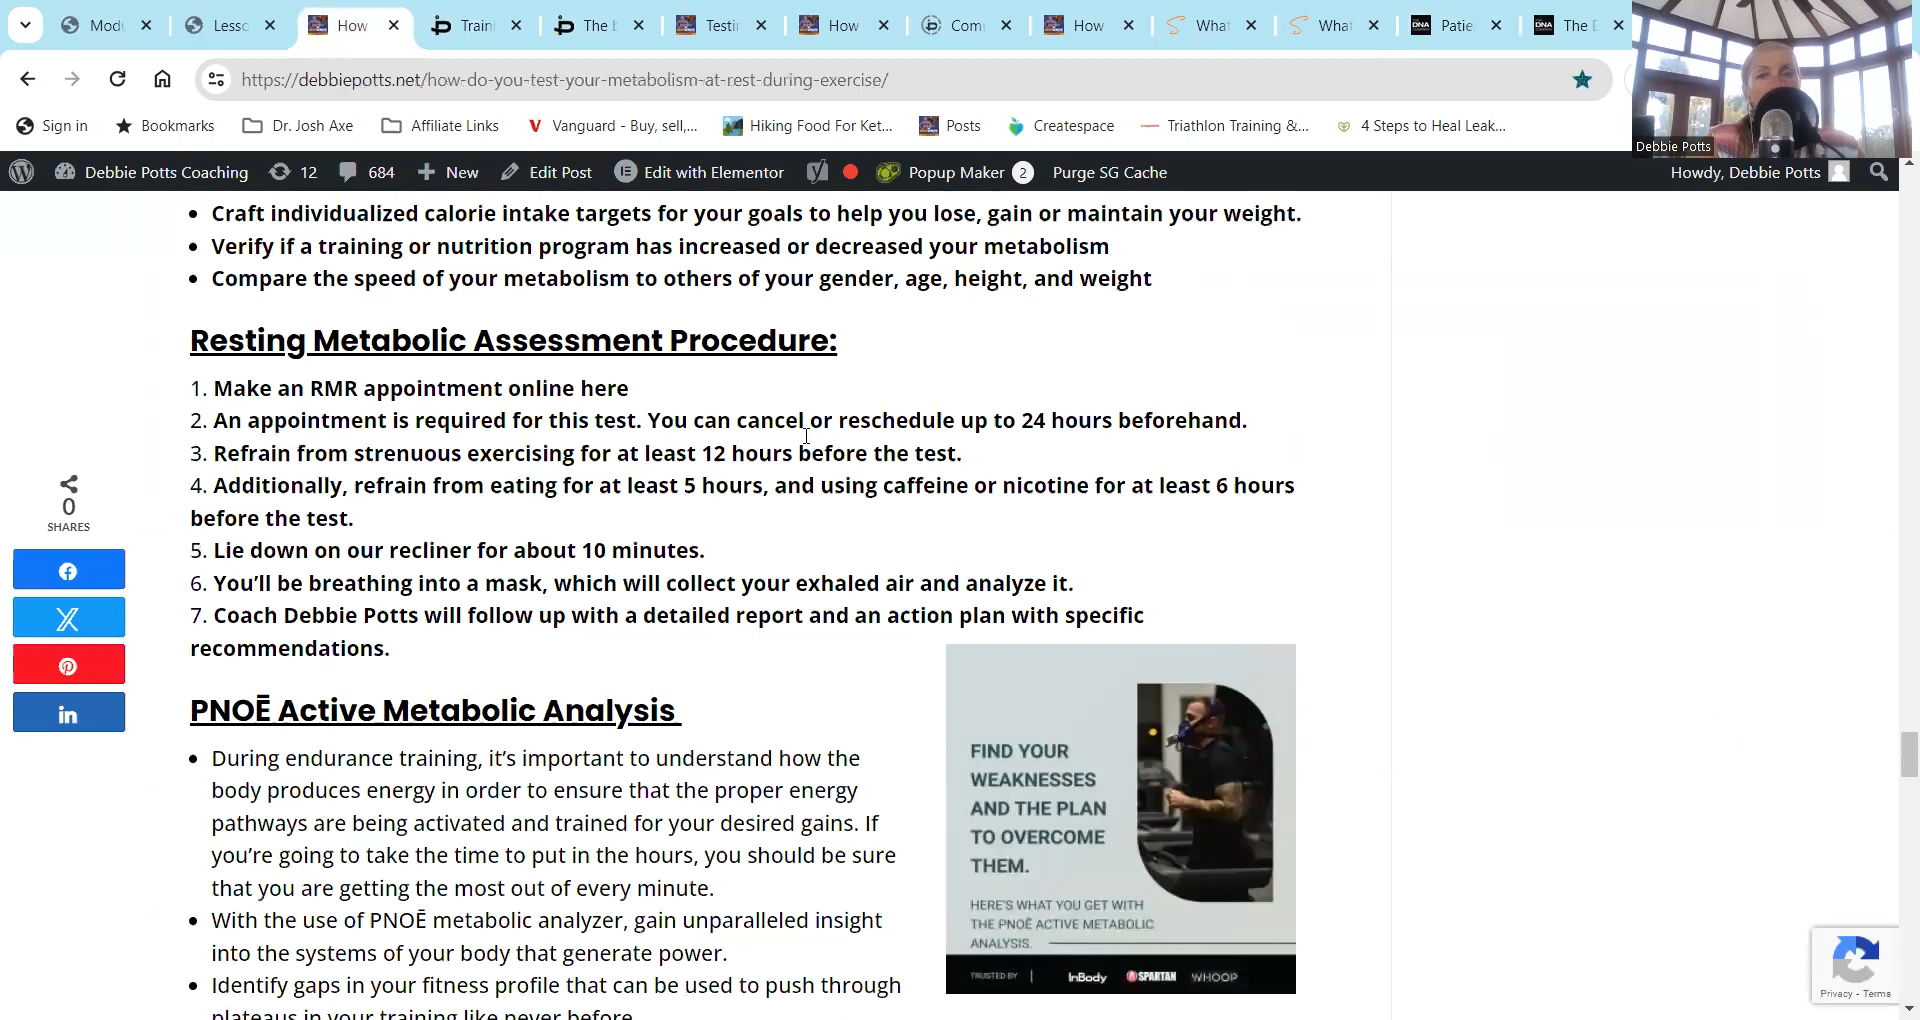 Modu
Lesso
How
Traini
The b
Testin
How
Comm
How
What
What
Patie
The D
https://debbiepotts.net/how-do-you-test-your-metabolism-at-rest-during-exercise/
Sign in
Bookmarks
Dr. Josh Axe
Affiliate Links
Vanguard - Buy, sell,...
Hiking Food For Ket...
Posts
Createspace
Triathlon Training &...
4 Steps to Heal Leak...
Debbie Potts
Debbie Potts Coaching
12
684
New
Edit Post
Edit with Elementor
Popup Maker 2
Purge SG Cache
Howdy, Debbie Potts
• Craft individualized calorie intake targets for your goals to help you lose, gain or maintain your weight.
• Verify if a training or nutrition program has increased or decreased your metabolism
• Compare the speed of your metabolism to others of your gender, age, height, and weight
Resting Metabolic Assessment Procedure:
1. Make an RMR appointment online here
2. An appointment is required for this test. You can cancel or reschedule up to 24 hours beforehand.
3. Refrain from strenuous exercising for at least 12 hours before the test.
4. Additionally, refrain from eating for at least 5 hours, and using caffeine or nicotine for at least 6 hours
before the test.
5. Lie down on our recliner for about 10 minutes.
6. You’ll be breathing into a mask, which will collect your exhaled air and analyze it.
7. Coach Debbie Potts will follow up with a detailed report and an action plan with specific
recommendations.
0
SHARES
PNOĒ Active Metabolic Analysis
• During endurance training, it’s important to understand how the
body produces energy in order to ensure that the proper energy
pathways are being activated and trained for your desired gains. If
you’re going to take the time to put in the hours, you should be sure
that you are getting the most out of every minute.
• With the use of PNOĒ metabolic analyzer, gain unparalleled insight
into the systems of your body that generate power.
• Identify gaps in your fitness profile that can be used to push through
plateaus in your training like never before.
FIND YOUR
WEAKNESSES
AND THE PLAN
TO OVERCOME
THEM.
HERE'S WHAT YOU GET WITH
THE PNOĒ ACTIVE METABOLIC
ANALYSIS.
TRUSTED BY | InBody SPARTAN WHOOP
Privacy - Terms